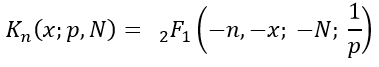 K_n(x; p, N) = ₂F₁(−n, −x; −N; 1/p)